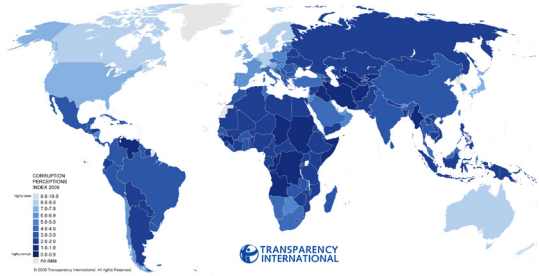 CORRUPTION
PERCEPTIONS
INDEX 2009
highly clean
9.0-10.0
8.0-8.9
7.0-7.9
6.0-6.9
5.0-5.9
4.0-4.9
3.0-3.9
2.0-2.9
1.0-1.9
highly corrupt
0.0-0.9
no data
© 2009 Transparency International. All rights Reserved.
TRANSPARENCY
INTERNATIONAL